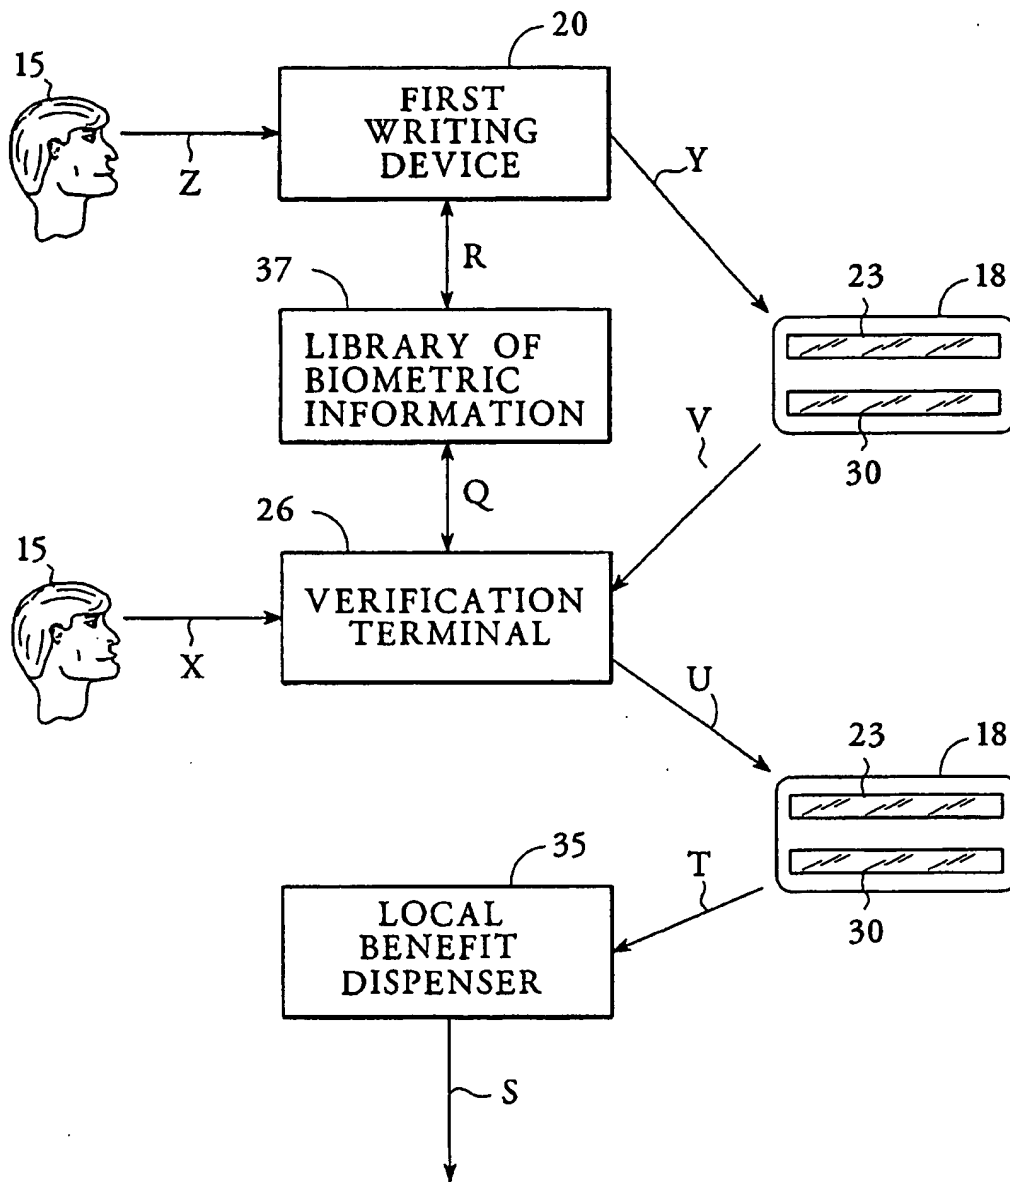 20
15
FIRST
WRITING
DEVICE
Z
Y
R
37
23
18
LIBRARY OF
BIOMETRIC
INFORMATION
V
30
Q
26
15
VERIFICATION
TERMINAL
X
U
23
18
35
T
LOCAL
BENEFIT
DISPENSER
30
S